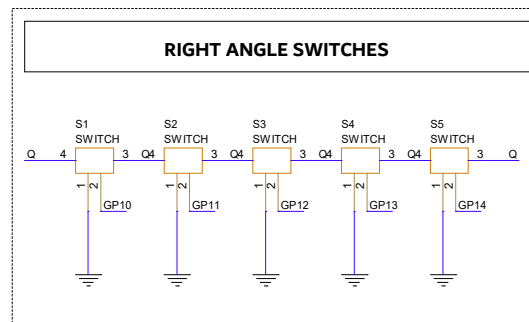 RIGHT ANGLE SWITCHES
S1 S2 S3 S4 S5
SWITCH SWITCH SWITCH SWITCH SWITCH
Q 4 3 Q4 3 Q4 3 Q4 3 Q4 3 Q
1 2 1 2 1 2 1 2 1 2
GP10 GP11 GP12 GP13 GP14